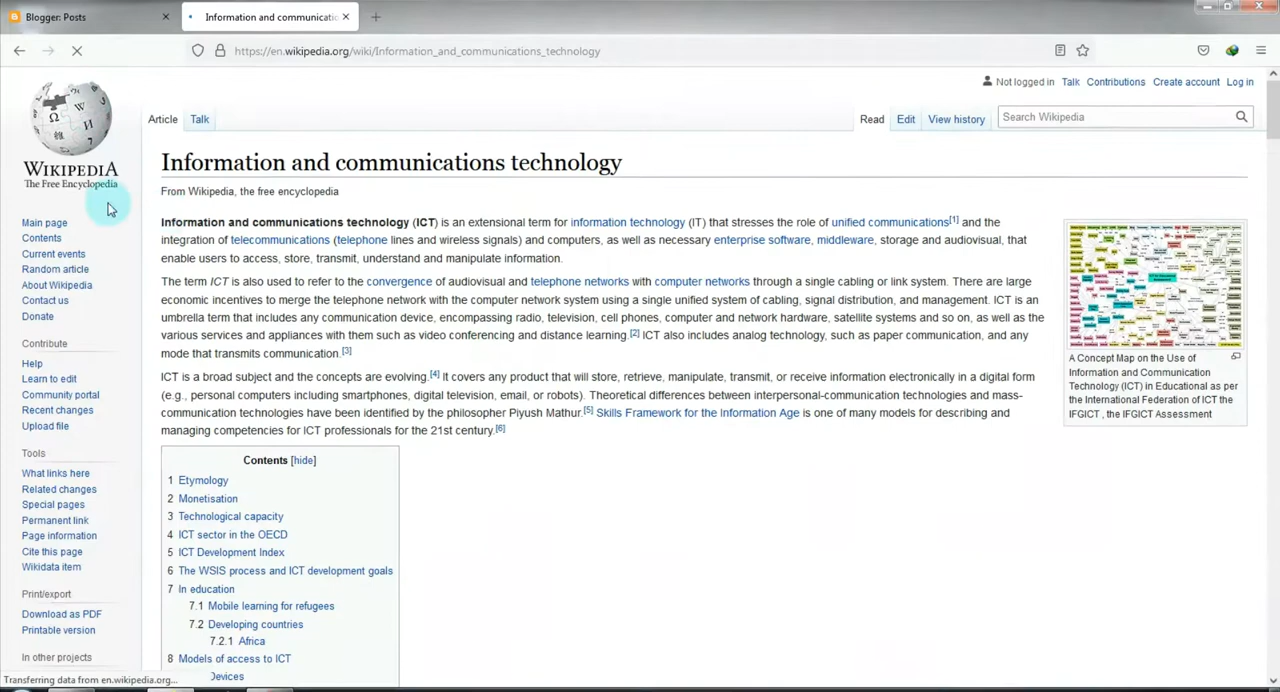 Blogger: Posts
Information and communicatio
https://en.wikipedia.org/wiki/Information_and_communications_technology
Not logged in Talk Contributions Create account Log in
WIKIPEDIA
The Free Encyclopedia
Article Talk
Read Edit View history
Search Wikipedia
Information and communications technology
From Wikipedia, the free encyclopedia
Information and communications technology (ICT) is an extensional term for information technology (IT) that stresses the role of unified communications[1] and the
integration of telecommunications (telephone lines and wireless signals) and computers, as well as necessary enterprise software, middleware, storage and audiovisual, that
enable users to access, store, transmit, understand and manipulate information.
The term ICT is also used to refer to the convergence of audiovisual and telephone networks with computer networks through a single cabling or link system. There are large
economic incentives to merge the telephone network with the computer network system using a single unified system of cabling, signal distribution, and management. ICT is an
umbrella term that includes any communication device, encompassing radio, television, cell phones, computer and network hardware, satellite systems and so on, as well as the
various services and appliances with them such as video conferencing and distance learning.[2] ICT also includes analog technology, such as paper communication, and any
mode that transmits communication.[3]
ICT is a broad subject and the concepts are evolving.[4] It covers any product that will store, retrieve, manipulate, transmit, or receive information electronically in a digital form
(e.g., personal computers including smartphones, digital television, email, or robots). Theoretical differences between interpersonal-communication technologies and mass-
communication technologies have been identified by the philosopher Piyush Mathur.[5] Skills Framework for the Information Age is one of many models for describing and
managing competencies for ICT professionals for the 21st century.[6]
A Concept Map on the Use of
Information and Communication
Technology (ICT) in Educational as per
the International Federation of ICT the
IFGICT , the IFGICT Assessment
Main page
Contents
Current events
Random article
About Wikipedia
Contact us
Donate
Contribute
Help
Learn to edit
Community portal
Recent changes
Upload file
Tools
What links here
Related changes
Special pages
Permanent link
Page information
Cite this page
Wikidata item
Print/export
Download as PDF
Printable version
In other projects
Contents [hide]
1 Etymology
2 Monetisation
3 Technological capacity
4 ICT sector in the OECD
5 ICT Development Index
6 The WSIS process and ICT development goals
7 In education
7.1 Mobile learning for refugees
7.2 Developing countries
7.2.1 Africa
8 Models of access to ICT
Devices
Transferring data from en.wikipedia.org...